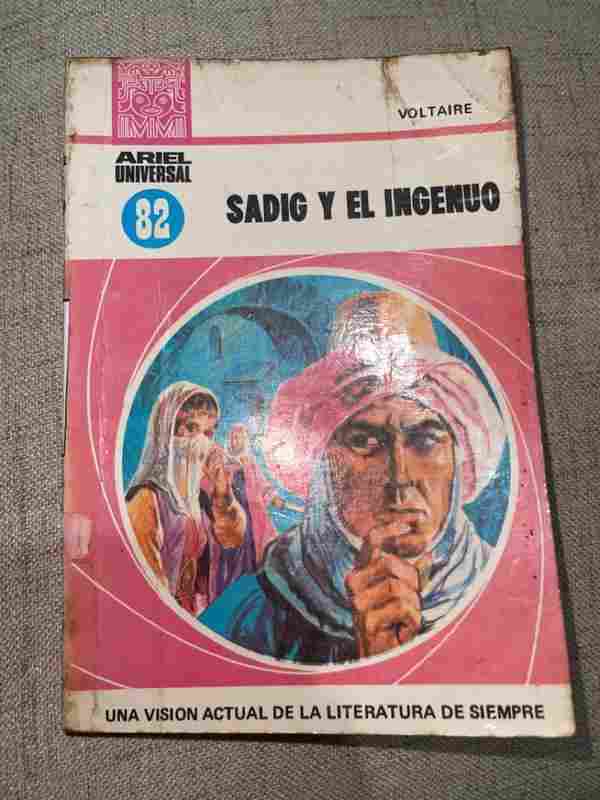 VOLTAIRE
ARIEL
UNIVERSAL
82
SADIG Y EL INGENUO
UNA VISION ACTUAL DE LA LITERATURA DE SIEMPRE